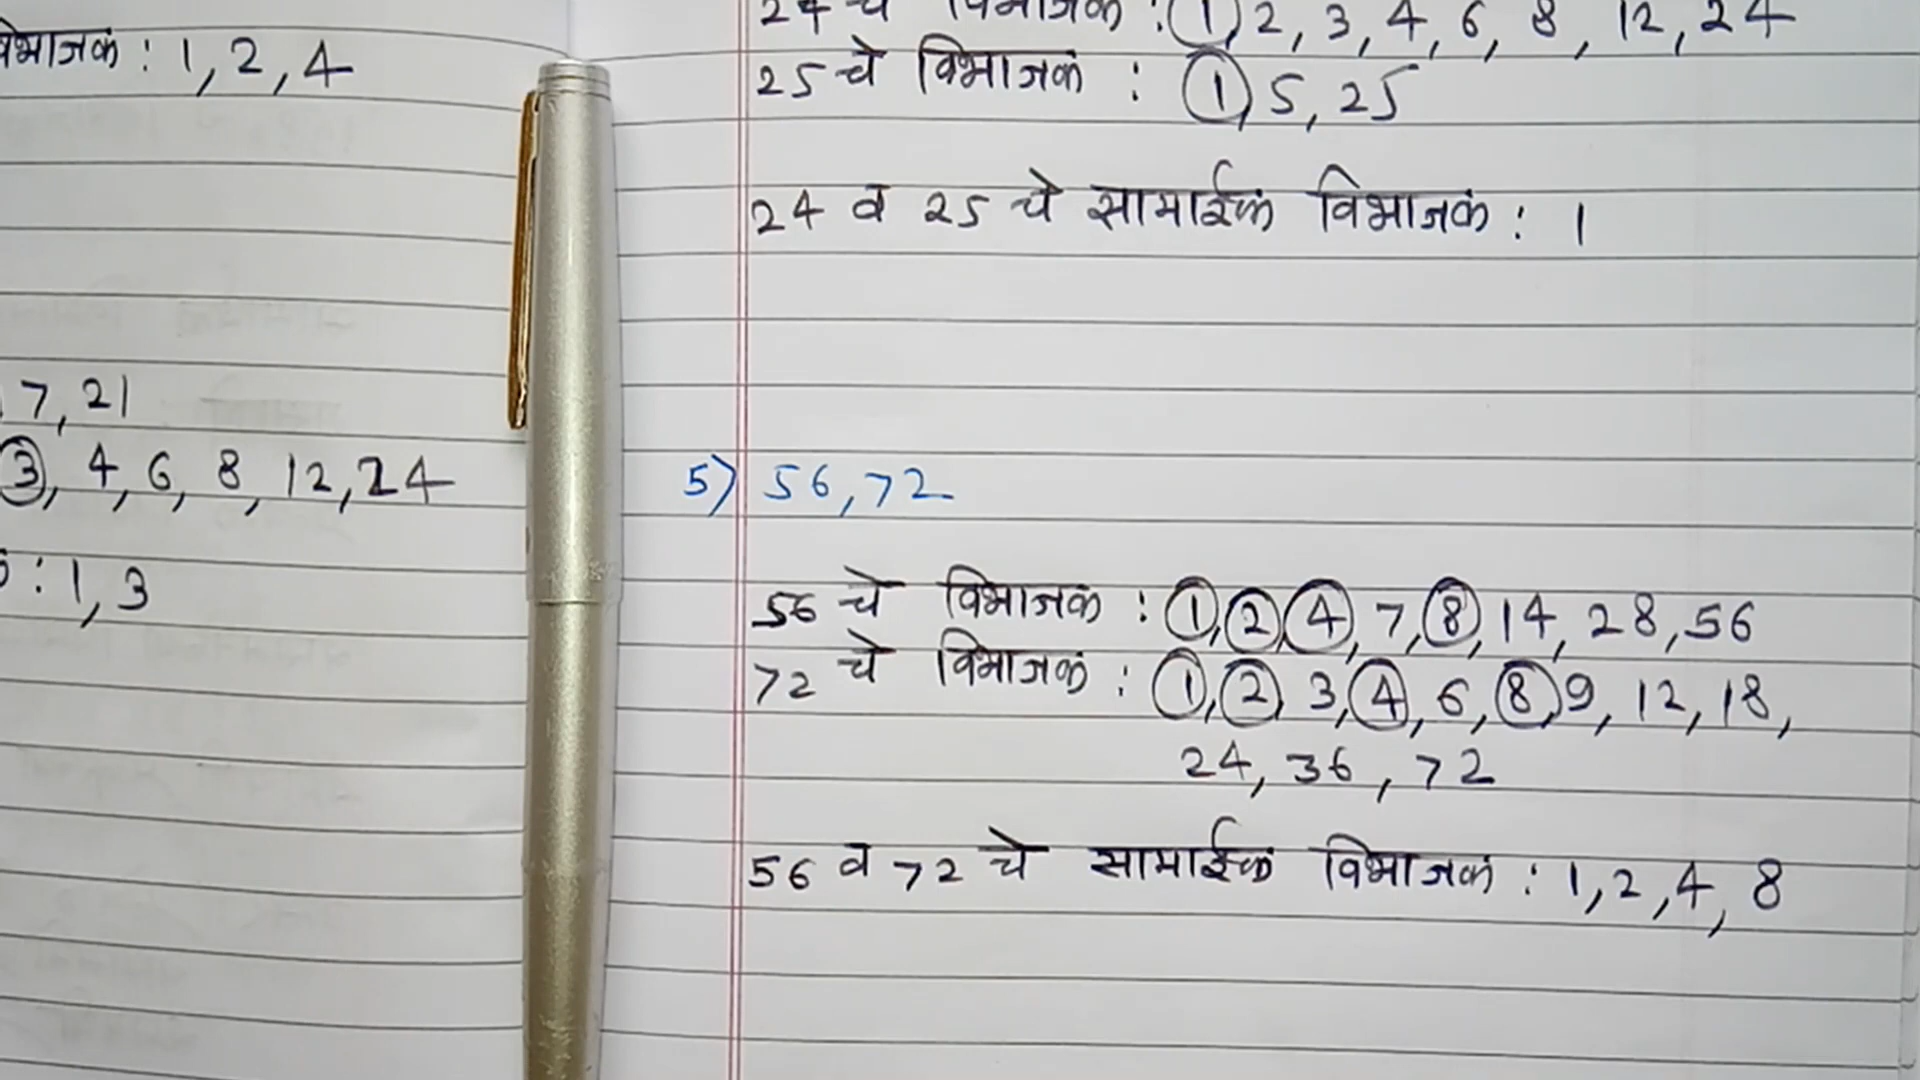 विभाजक : 1, 2, 4
7, 21
3, 4, 6, 8, 12, 24
: 1, 3
24 चे विभाजक : 1, 2, 3, 4, 6, 8, 12, 24
25 चे विभाजक : 1, 5, 25
24 व 25 चे सामाईक विभाजक : 1
5) 56, 72
56 चे विभाजक : 1, 2, 4, 7, 8, 14, 28, 56
72 चे विभाजक : 1, 2, 3, 4, 6, 8, 9, 12, 18,
24, 36, 72
56 व 72 चे सामाईक विभाजक : 1, 2, 4, 8